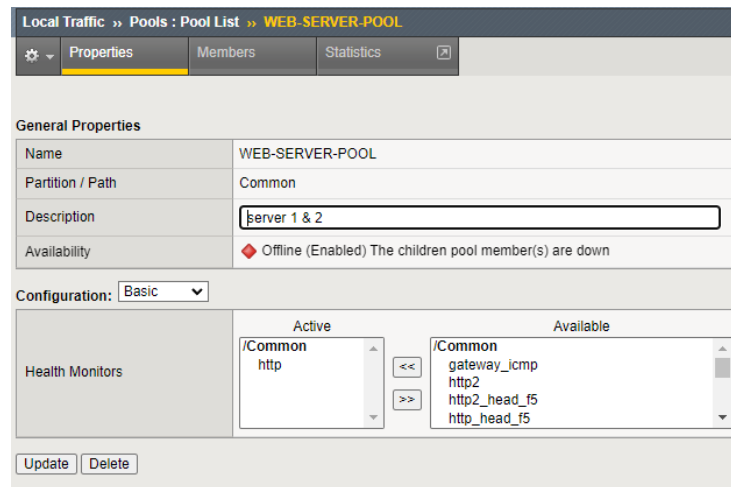 Local Traffic ›› Pools : Pool List ›› WEB-SERVER-POOL
Properties Members Statistics
General Properties
Name WEB-SERVER-POOL
Partition / Path Common
Description server 1 & 2
Availability Offline (Enabled) The children pool member(s) are down
Configuration: Basic
Health Monitors
Active
/Common
http
<<
>>
Available
/Common
gateway_icmp
http2
http2_head_f5
http_head_f5
Update Delete